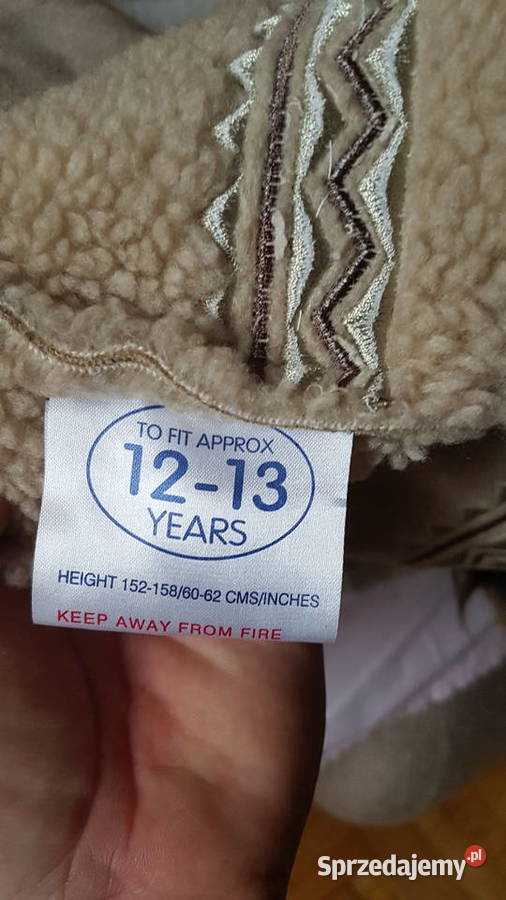 TO FIT APPROX
12-13
YEARS
HEIGHT 152-158/60-62 CMS/INCHES
KEEP AWAY FROM FIRE
Sprzedajemy.pl